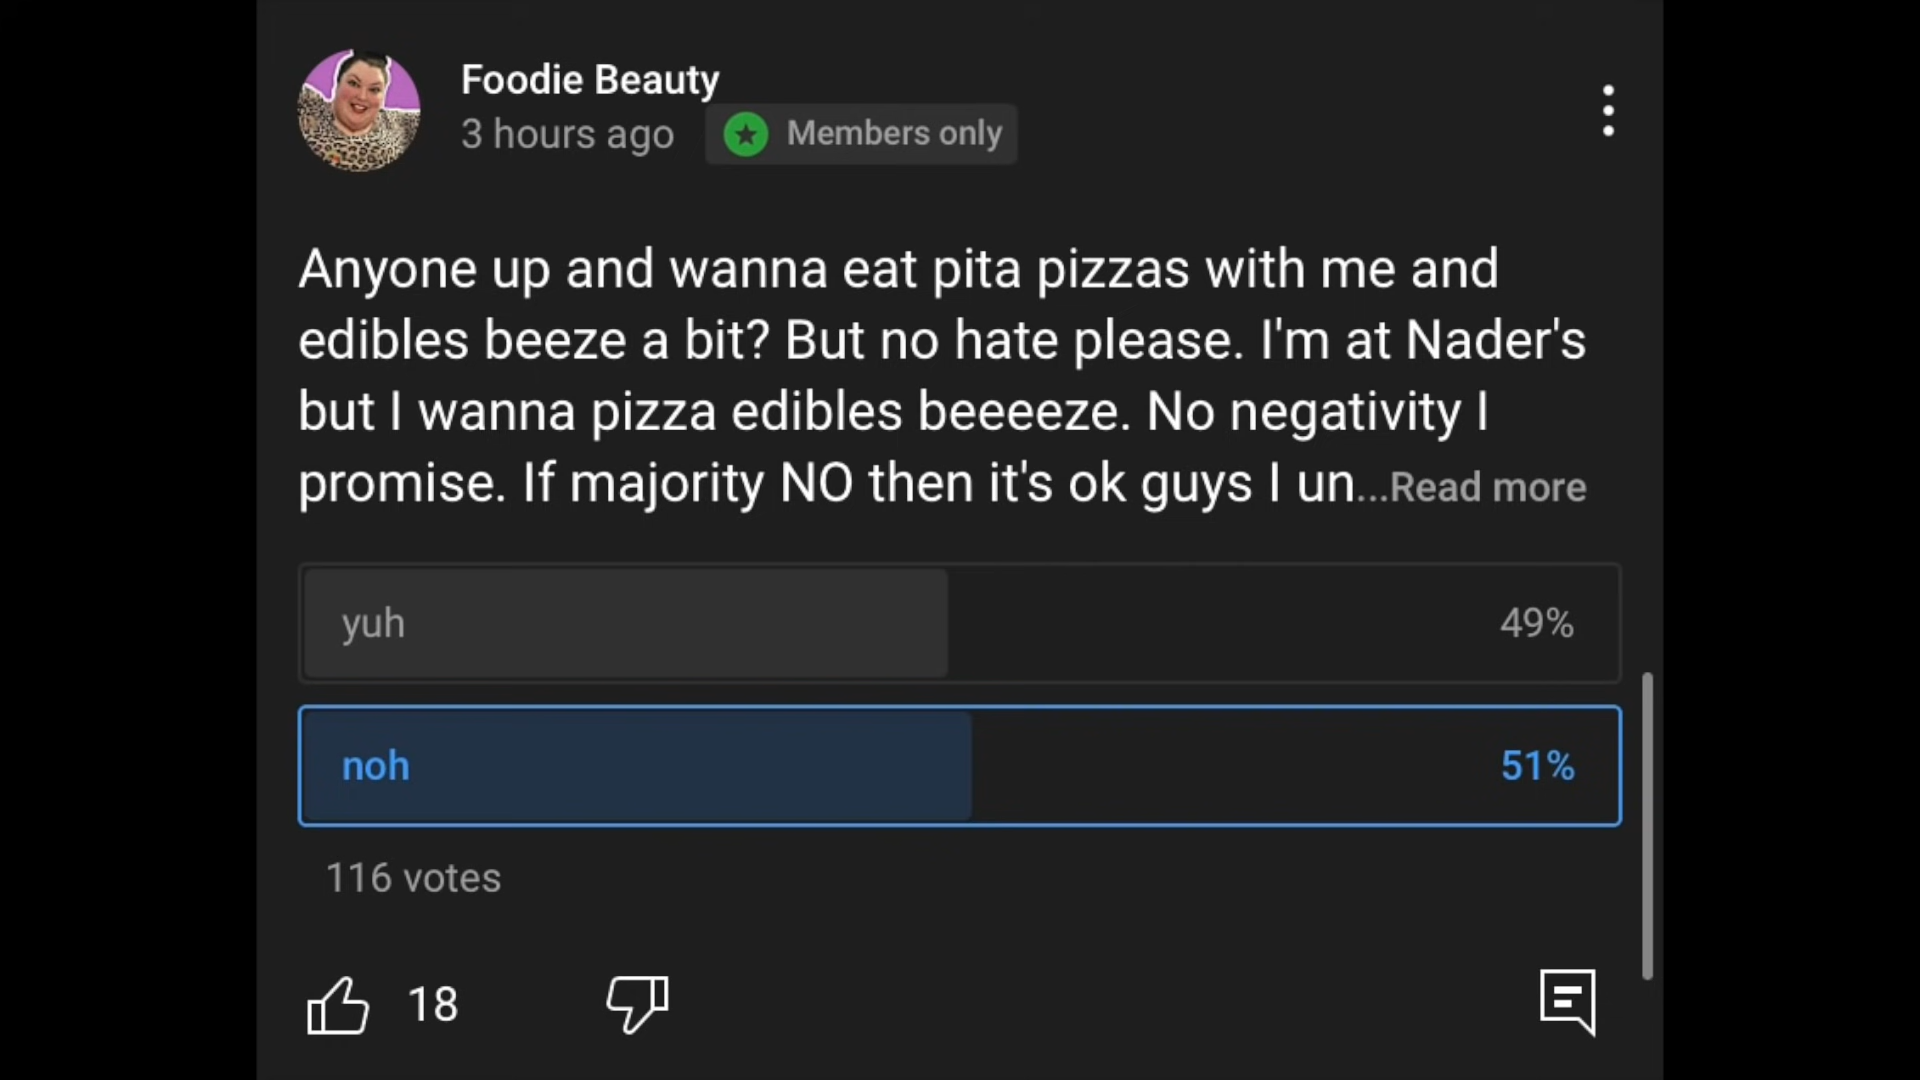 Foodie Beauty
3 hours ago Members only
Anyone up and wanna eat pita pizzas with me and
edibles beeze a bit? But no hate please. I'm at Nader's
but I wanna pizza edibles beeeeze. No negativity I
promise. If majority NO then it's ok guys I un...Read more
yuh 49%
noh 51%
116 votes
18